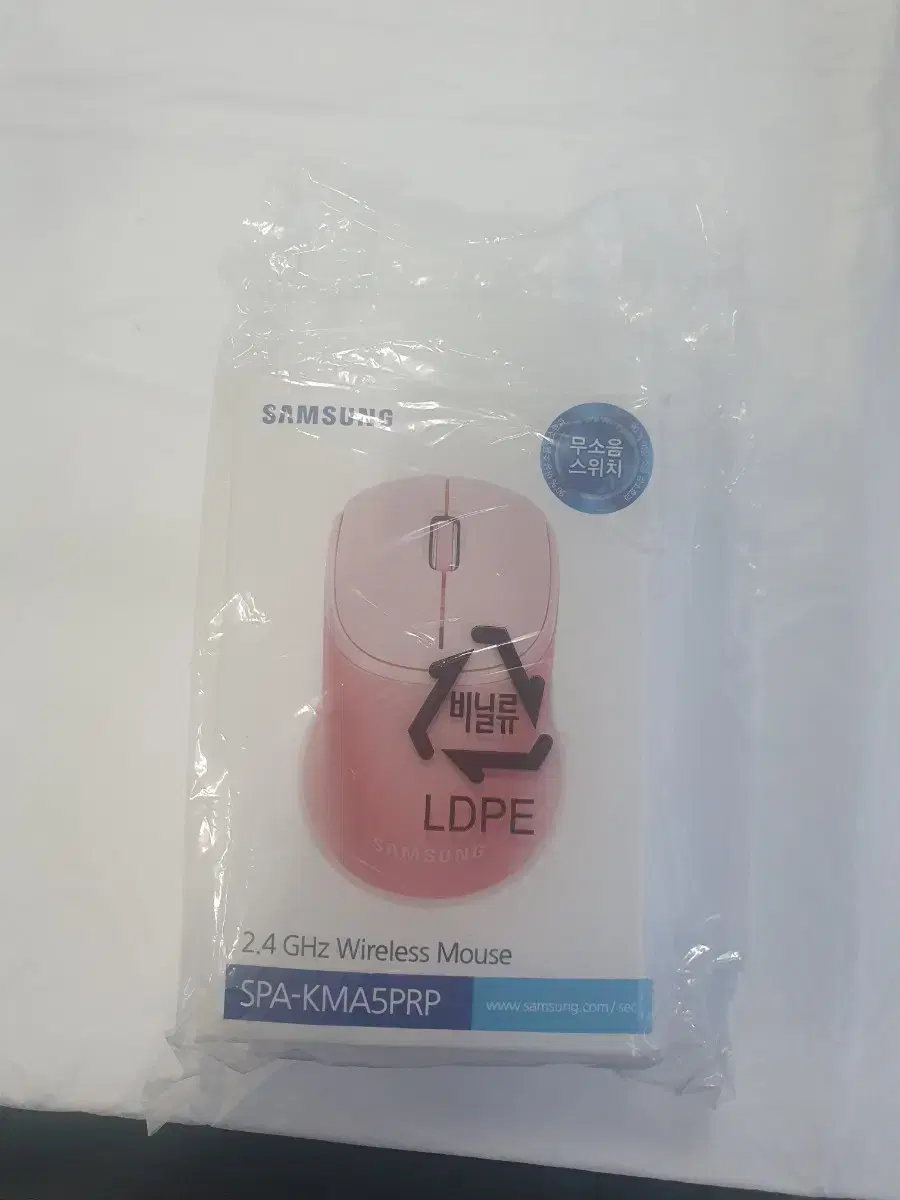 SAMSUNG
무소음
스위치
비닐류
LDPE
SAMSUNG
2.4 GHz Wireless Mouse
SPA-KMA5PRP
www.samsung.com/sec